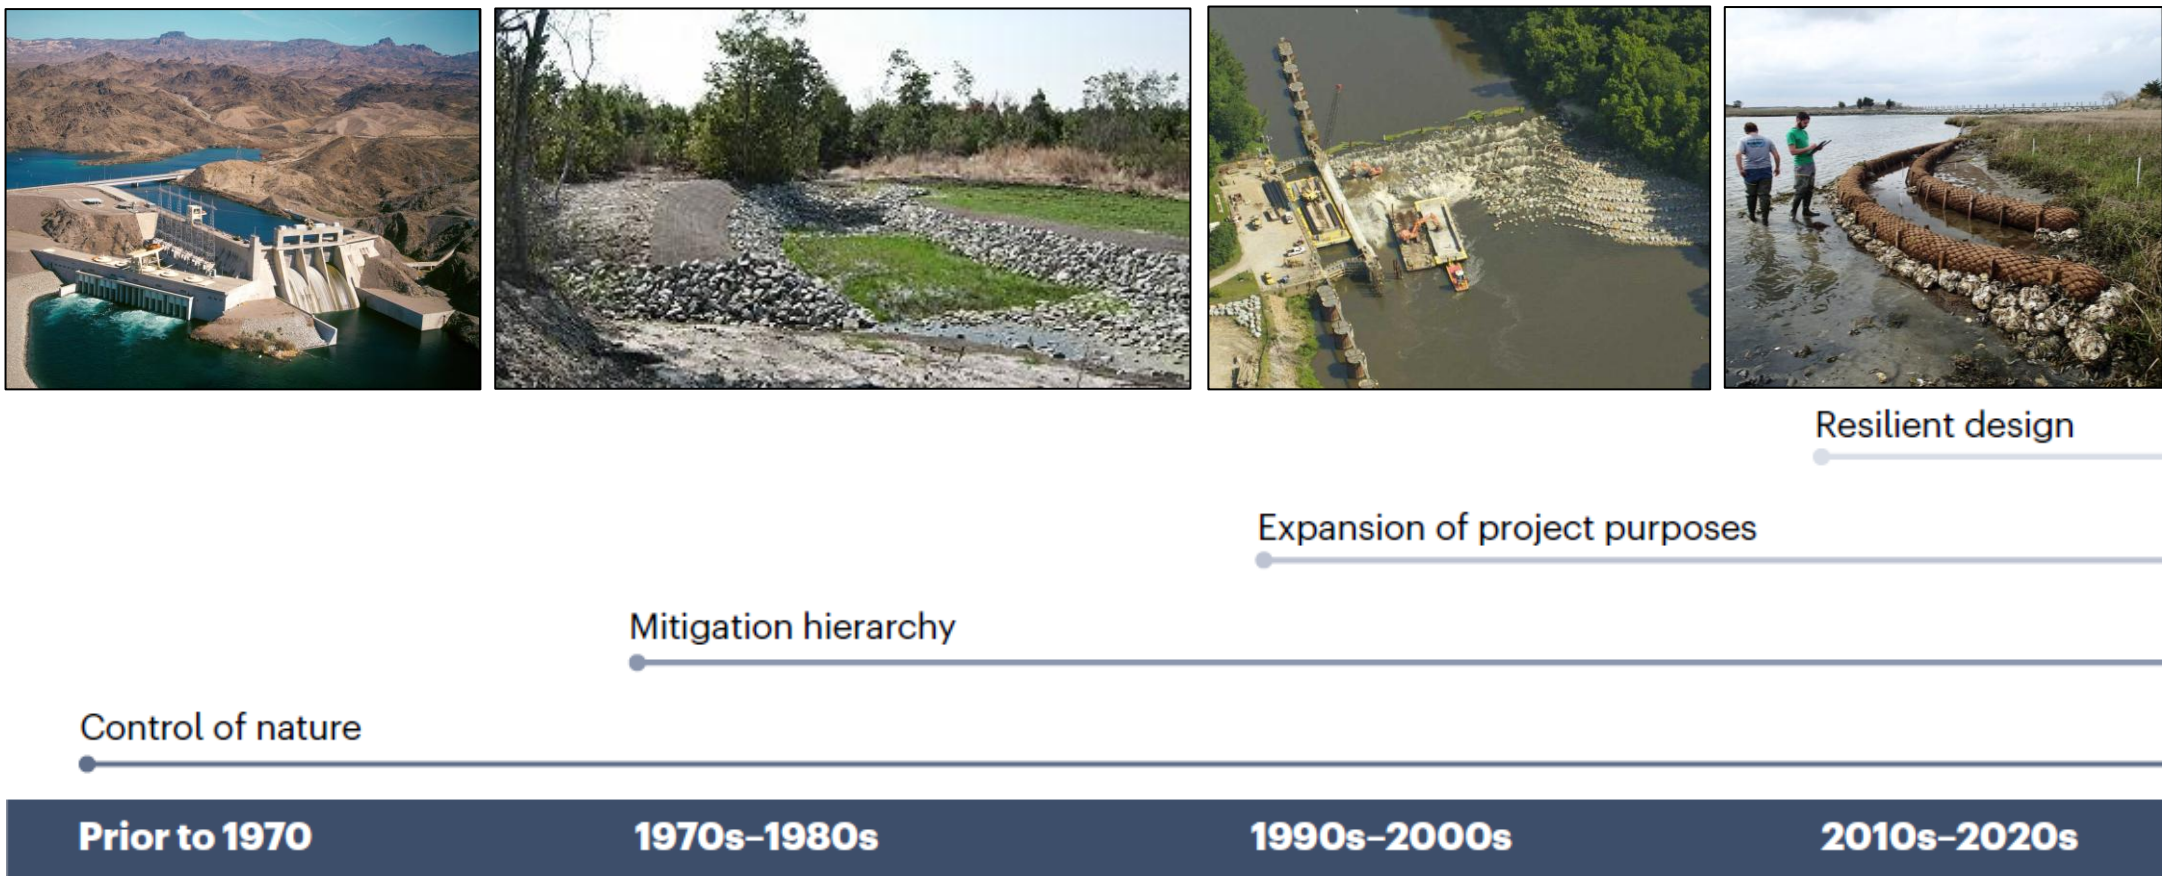 Resilient design
Expansion of project purposes
Mitigation hierarchy
Control of nature
Prior to 1970
1970s–1980s
1990s–2000s
2010s–2020s